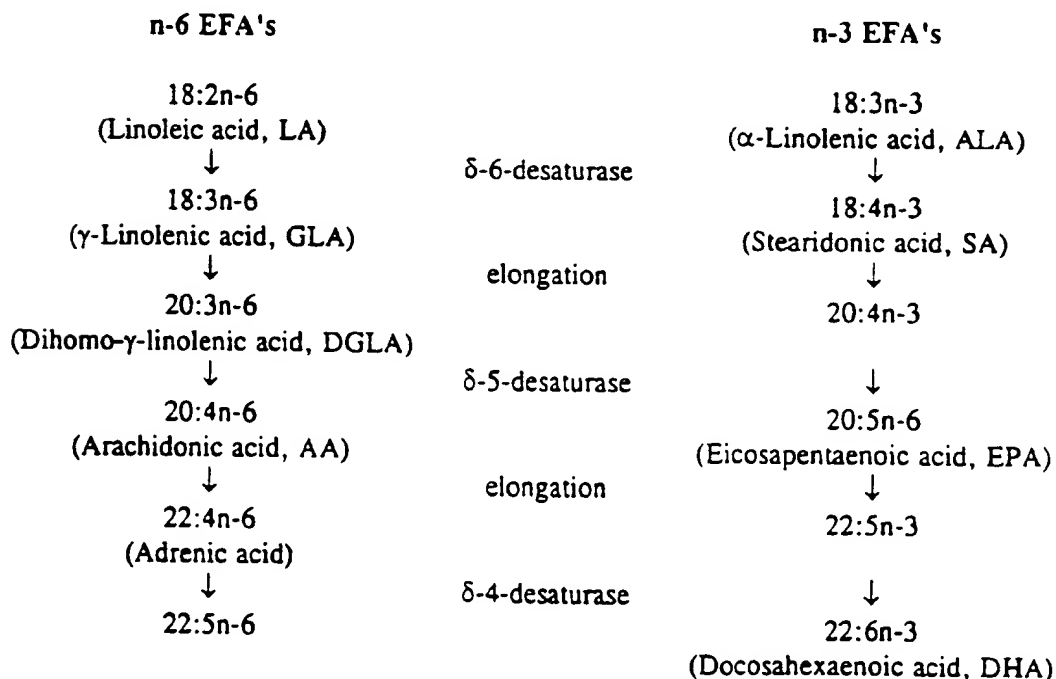 n-6 EFA's
18:2n-6
(Linoleic acid, LA)
↓
18:3n-6
(γ-Linolenic acid, GLA)
↓
20:3n-6
(Dihomo-γ-linolenic acid, DGLA)
↓
20:4n-6
(Arachidonic acid, AA)
↓
22:4n-6
(Adrenic acid)
↓
22:5n-6
δ-6-desaturase
elongation
δ-5-desaturase
elongation
δ-4-desaturase
n-3 EFA's
18:3n-3
(α-Linolenic acid, ALA)
↓
18:4n-3
(Stearidonic acid, SA)
↓
20:4n-3
↓
20:5n-6
(Eicosapentaenoic acid, EPA)
↓
22:5n-3
↓
22:6n-3
(Docosahexaenoic acid, DHA)